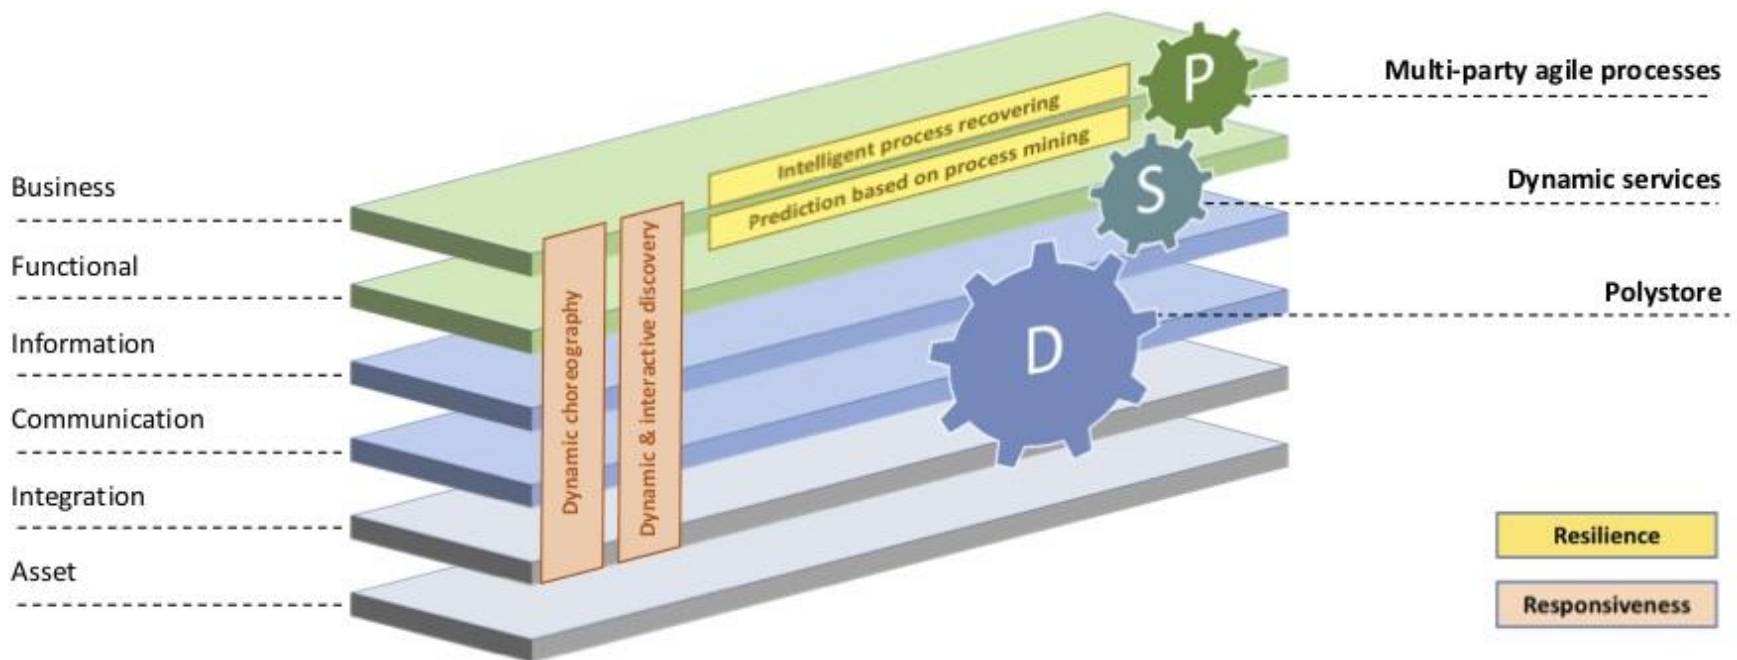 Business
Functional
Information
Communication
Integration
Asset
Dynamic choreography
Dynamic & interactive discovery
Intelligent process recovering
Prediction based on process mining
P
S
D
Multi-party agile processes
Dynamic services
Polystore
Resilience
Responsiveness